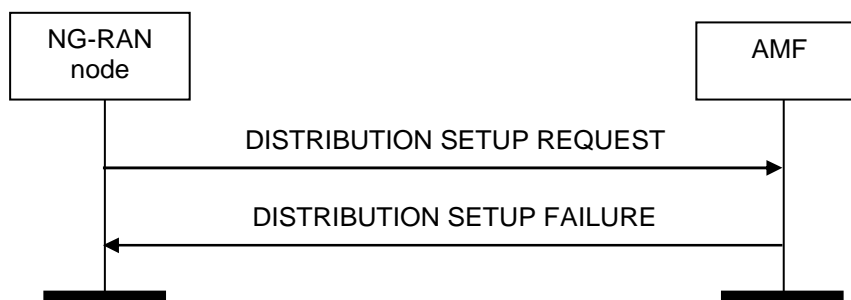 NG-RAN
node
AMF
DISTRIBUTION SETUP REQUEST
DISTRIBUTION SETUP FAILURE